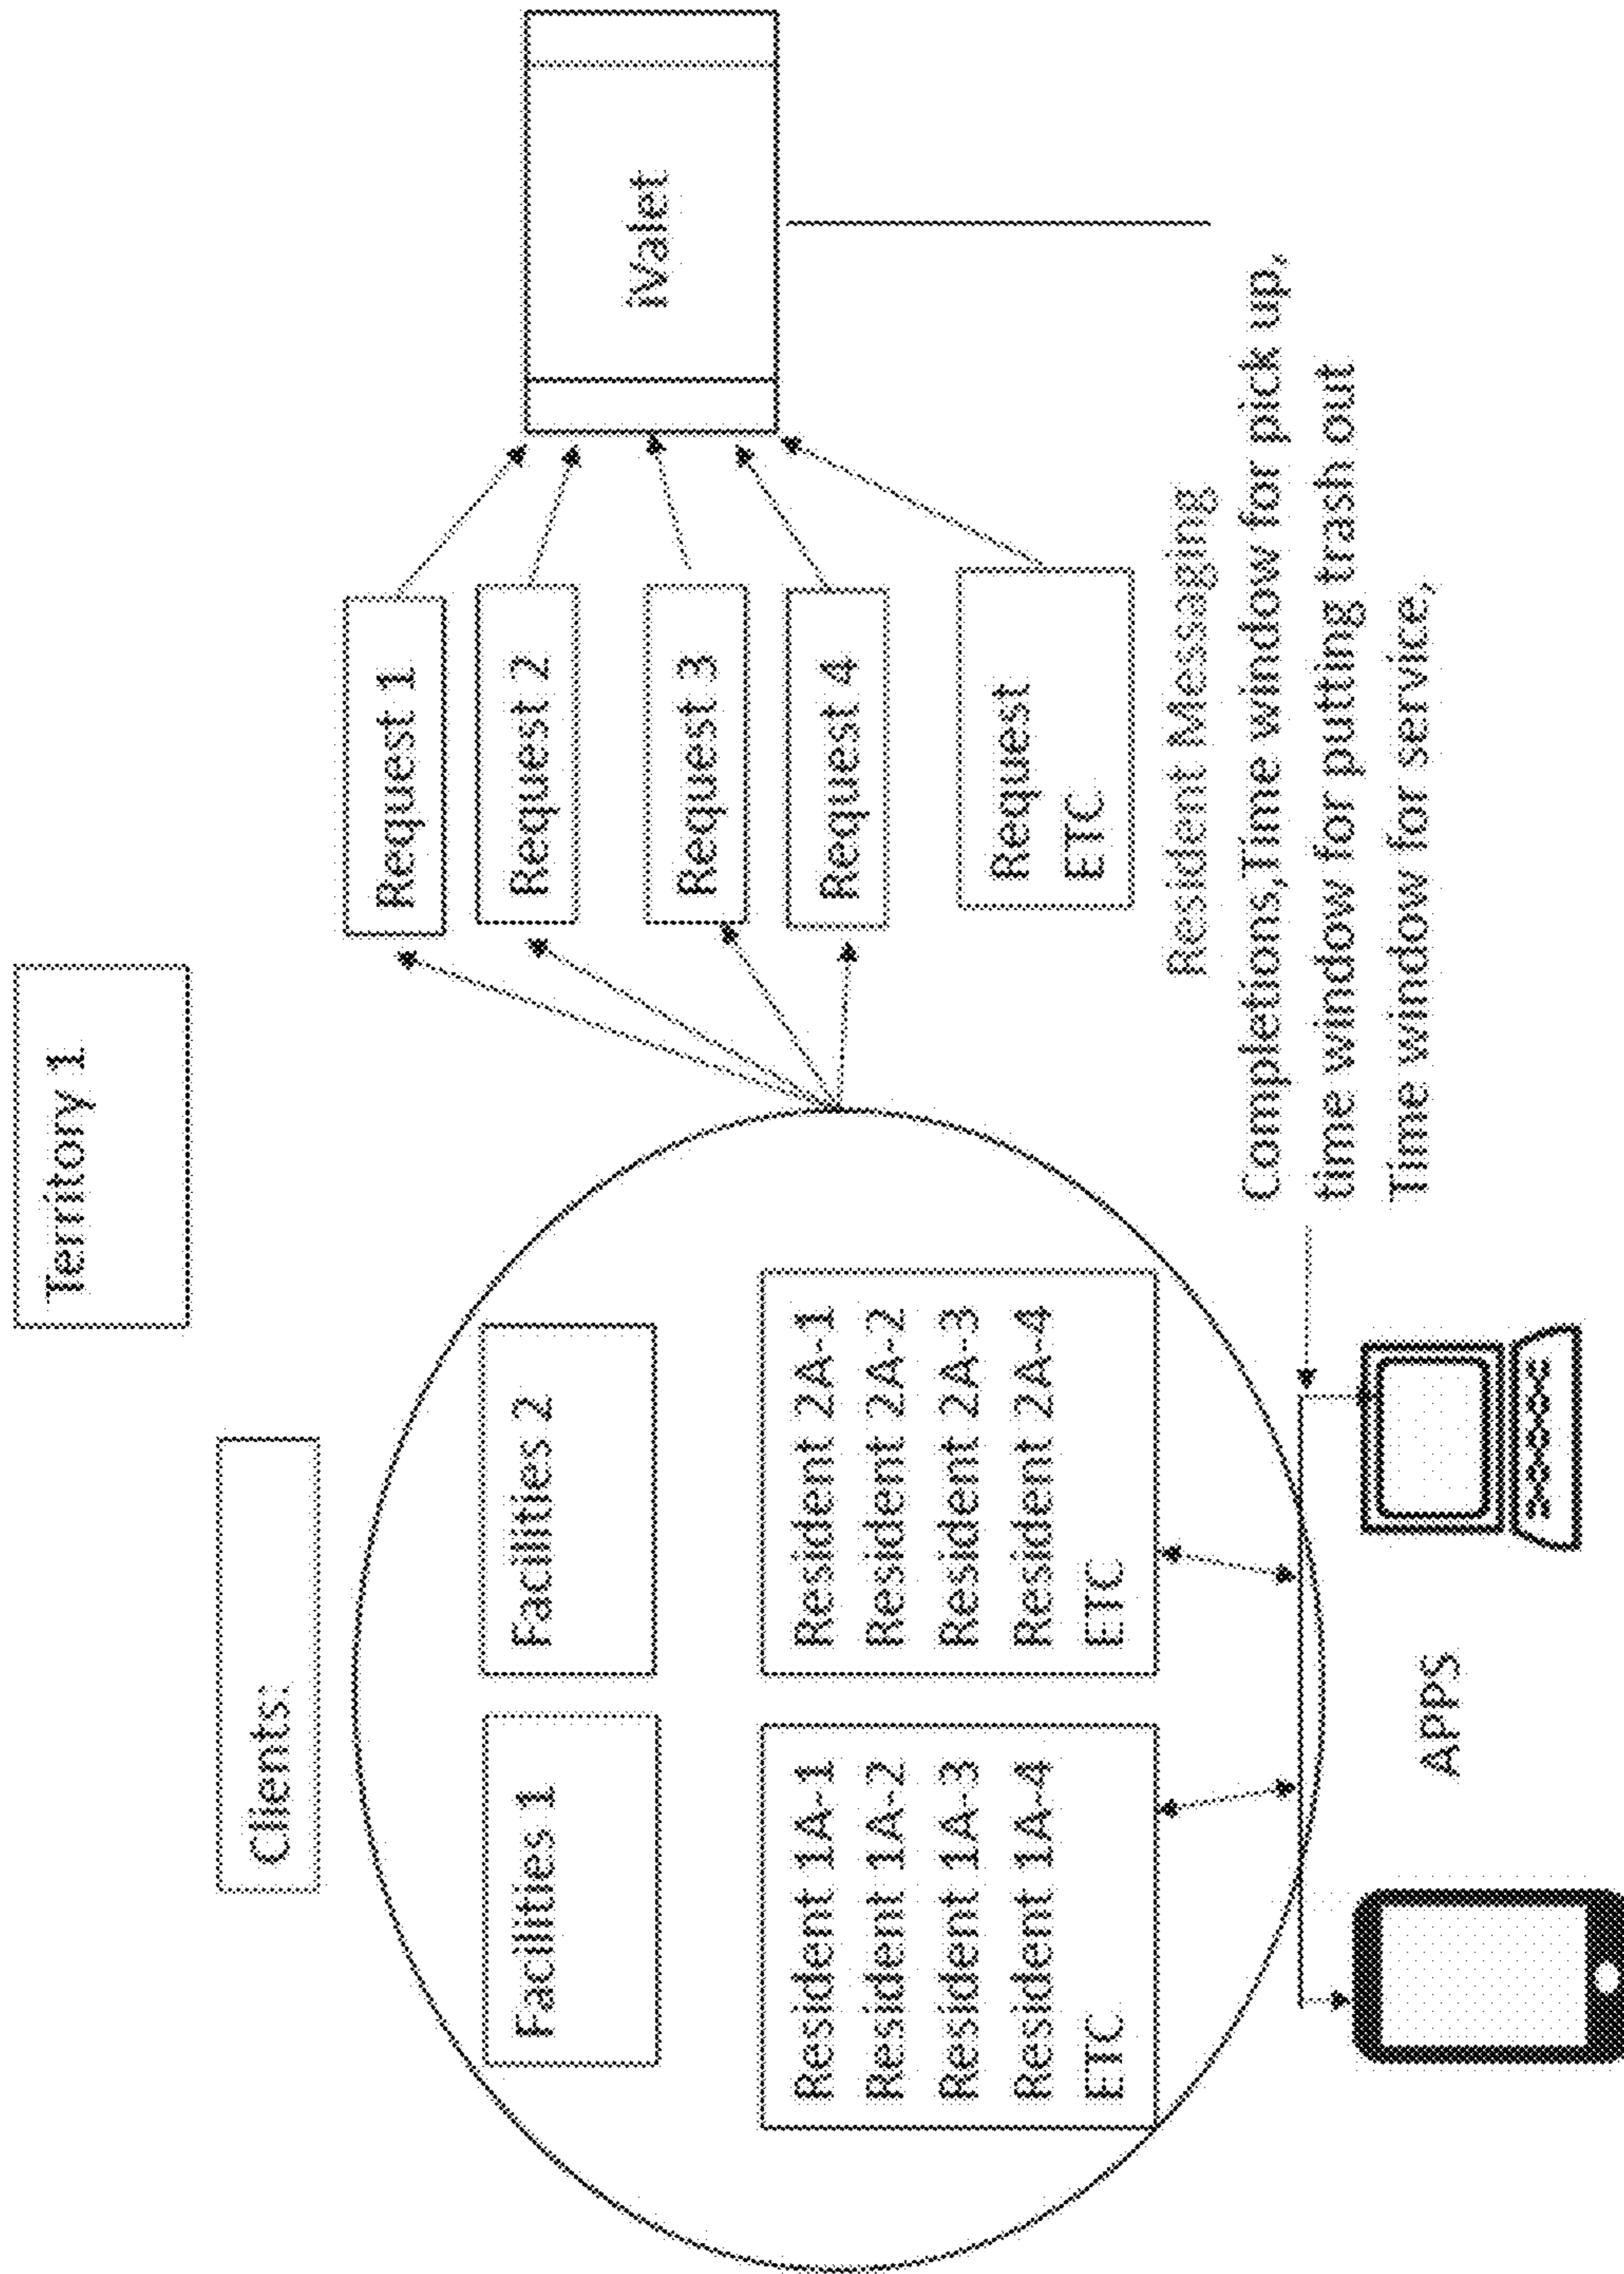 Territory 1
Clients:
Facilities 1
Facilities 2
Resident 1A-1
Resident 1A-2
Resident 1A-3
Resident 1A-4
ETC
Resident 2A-1
Resident 2A-2
Resident 2A-3
Resident 2A-4
ETC
Request 1
Request 2
Request 3
Request 4
Request
ETC
iValet
Resident Messaging
Completions,Time window for pick up,
time window for putting trash out
Time window for service,
APPS